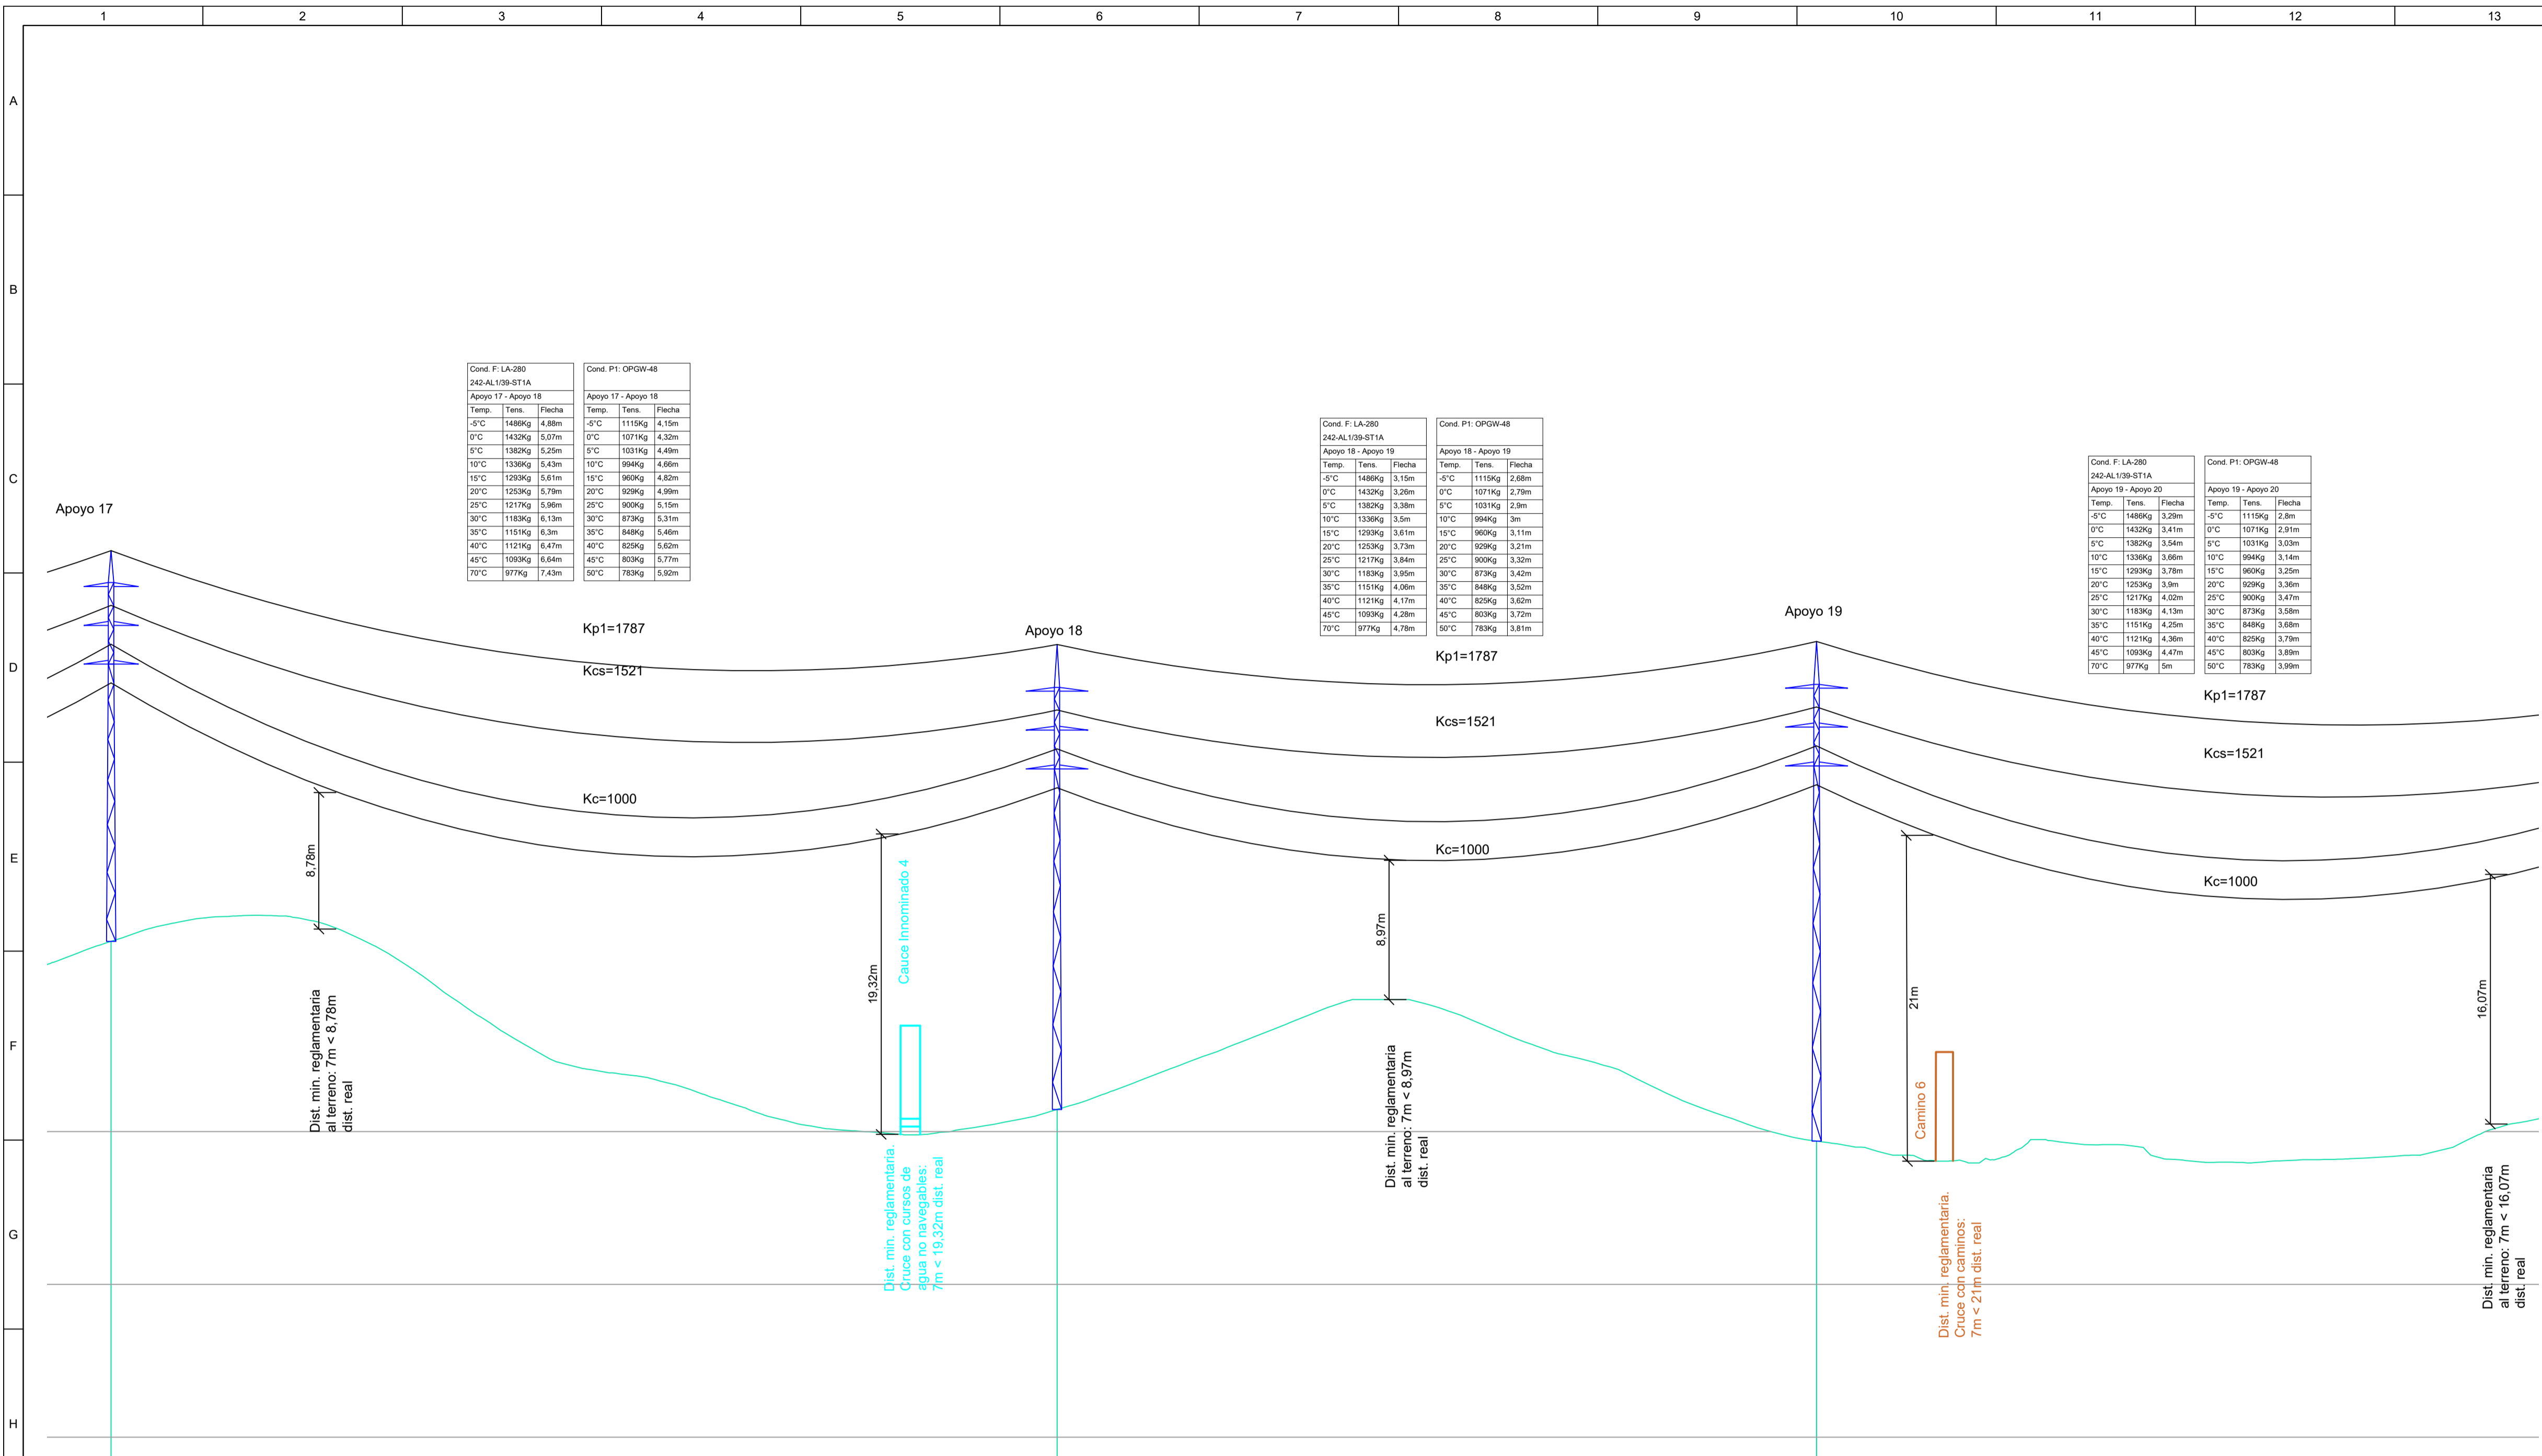 1 2 3 4 5 6 7 8 9 10 11 12 13
A
B
C
D
E
F
G
H
Apoyo 17
Cond. F: LA-280
242-AL1/39-ST1A
Apoyo 17 - Apoyo 18
Temp. Tens. Flecha
-5°C 1486Kg 4,88m
0°C 1432Kg 5,07m
5°C 1382Kg 5,25m
10°C 1336Kg 5,43m
15°C 1293Kg 5,61m
20°C 1253Kg 5,79m
25°C 1217Kg 5,96m
30°C 1183Kg 6,13m
35°C 1151Kg 6,3m
40°C 1121Kg 6,47m
45°C 1093Kg 6,64m
70°C 977Kg 7,43m
Cond. P1: OPGW-48
Apoyo 17 - Apoyo 18
Temp. Tens. Flecha
-5°C 1115Kg 4,15m
0°C 1071Kg 4,32m
5°C 1031Kg 4,49m
10°C 994Kg 4,66m
15°C 960Kg 4,82m
20°C 929Kg 4,99m
25°C 900Kg 5,15m
30°C 873Kg 5,31m
35°C 848Kg 5,46m
40°C 825Kg 5,62m
45°C 803Kg 5,77m
50°C 783Kg 5,92m
Kp1=1787
Kcs=1521
Kc=1000
8,78m
Dist. min. reglamentaria
al terreno: 7m < 8,78m
dist. real
19,32m
Cauce Innominado 4
Dist. min. reglamentaria.
Cruce con cursos de
agua no navegables:
7m < 19,32m dist. real
Apoyo 18
Cond. F: LA-280
242-AL1/39-ST1A
Apoyo 18 - Apoyo 19
Temp. Tens. Flecha
-5°C 1486Kg 3,15m
0°C 1432Kg 3,26m
5°C 1382Kg 3,38m
10°C 1336Kg 3,5m
15°C 1293Kg 3,61m
20°C 1253Kg 3,73m
25°C 1217Kg 3,84m
30°C 1183Kg 3,95m
35°C 1151Kg 4,06m
40°C 1121Kg 4,17m
45°C 1093Kg 4,28m
70°C 977Kg 4,78m
Cond. P1: OPGW-48
Apoyo 18 - Apoyo 19
Temp. Tens. Flecha
-5°C 1115Kg 2,68m
0°C 1071Kg 2,79m
5°C 1031Kg 2,9m
10°C 994Kg 3m
15°C 960Kg 3,11m
20°C 929Kg 3,21m
25°C 900Kg 3,32m
30°C 873Kg 3,42m
35°C 848Kg 3,52m
40°C 825Kg 3,62m
45°C 803Kg 3,72m
50°C 783Kg 3,81m
Kp1=1787
Kcs=1521
Kc=1000
8,97m
Dist. min. reglamentaria
al terreno: 7m < 8,97m
dist. real
Apoyo 19
Cond. F: LA-280
242-AL1/39-ST1A
Apoyo 19 - Apoyo 20
Temp. Tens. Flecha
-5°C 1486Kg 3,29m
0°C 1432Kg 3,41m
5°C 1382Kg 3,54m
10°C 1336Kg 3,66m
15°C 1293Kg 3,78m
20°C 1253Kg 3,9m
25°C 1217Kg 4,02m
30°C 1183Kg 4,13m
35°C 1151Kg 4,25m
40°C 1121Kg 4,36m
45°C 1093Kg 4,47m
70°C 977Kg 5m
Cond. P1: OPGW-48
Apoyo 19 - Apoyo 20
Temp. Tens. Flecha
-5°C 1115Kg 2,8m
0°C 1071Kg 2,91m
5°C 1031Kg 3,03m
10°C 994Kg 3,14m
15°C 960Kg 3,25m
20°C 929Kg 3,36m
25°C 900Kg 3,47m
30°C 873Kg 3,58m
35°C 848Kg 3,68m
40°C 825Kg 3,79m
45°C 803Kg 3,89m
50°C 783Kg 3,99m
Kp1=1787
Kcs=1521
Kc=1000
21m
Camino 6
Dist. min. reglamentaria.
Cruce con caminos:
7m < 21m dist. real
16,07m
Dist. min. reglamentaria
al terreno: 7m < 16,07m
dist. real